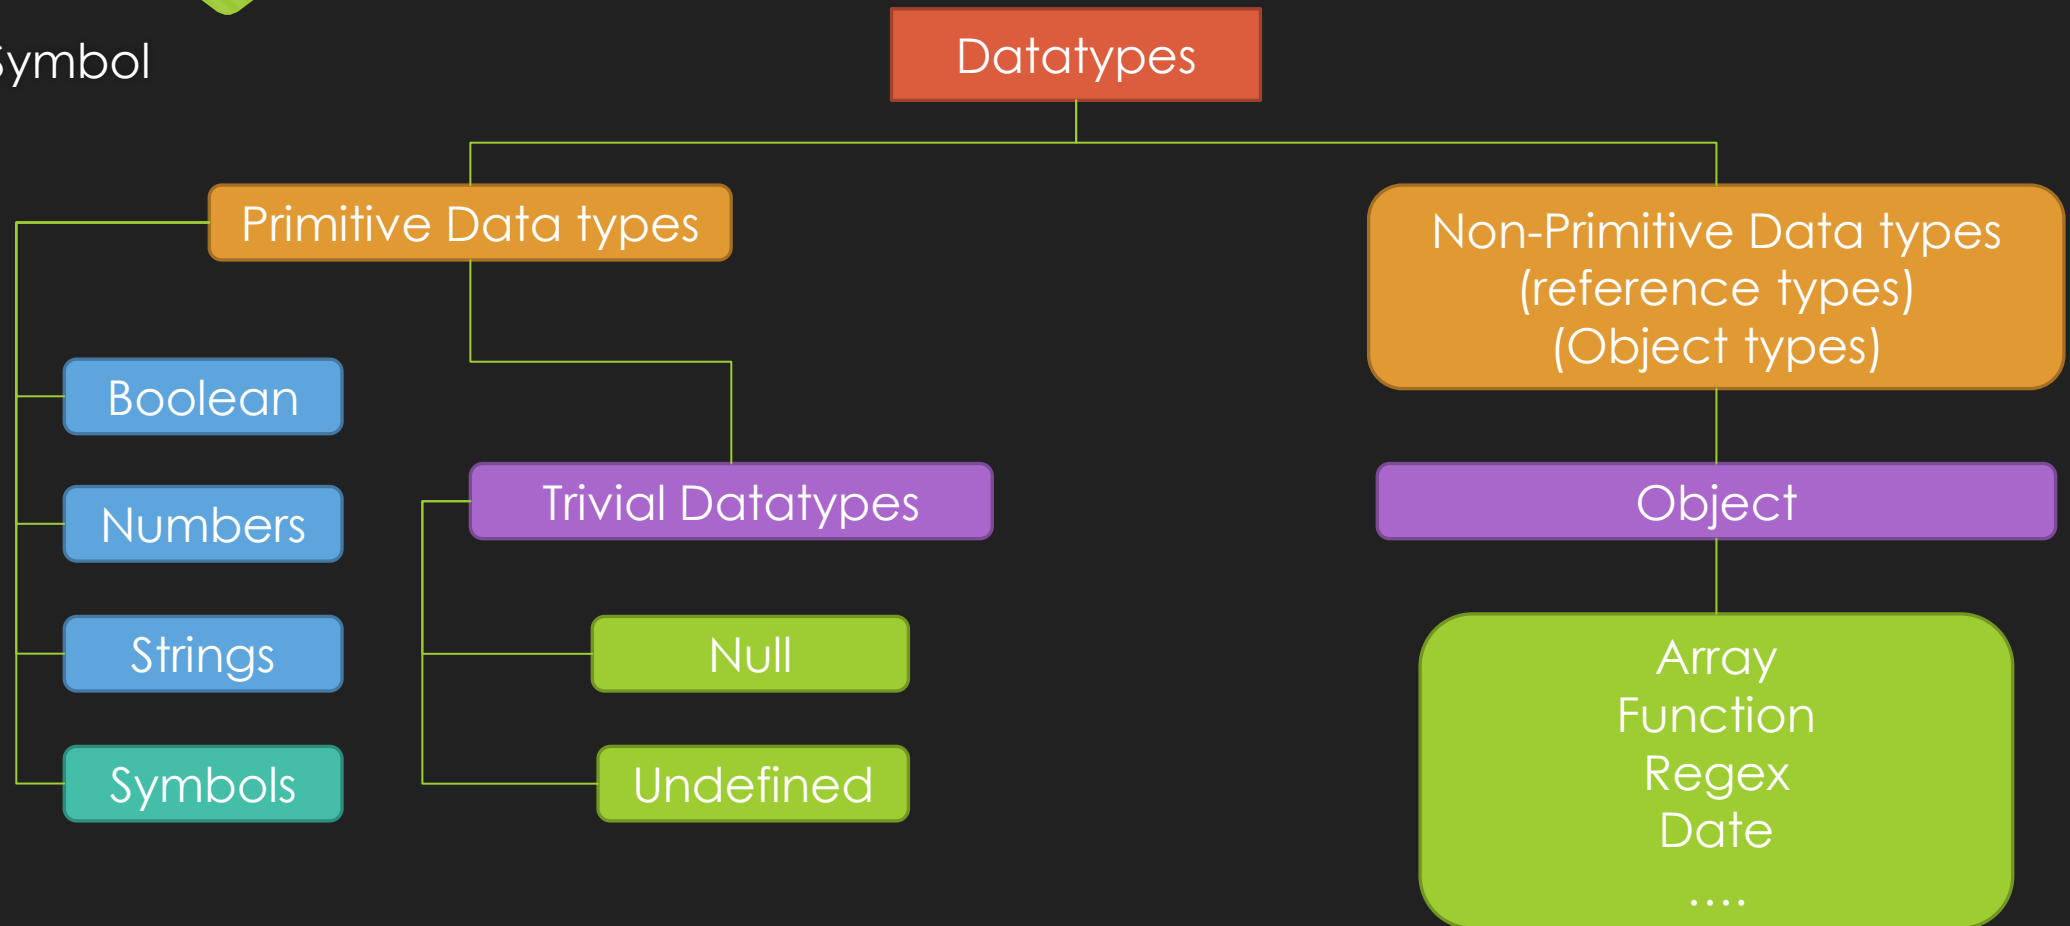 Symbol
Datatypes
Primitive Data types
Non-Primitive Data types
(reference types)
(Object types)
Boolean
Numbers
Strings
Symbols
Trivial Datatypes
Null
Undefined
Object
Array
Function
Regex
Date
....